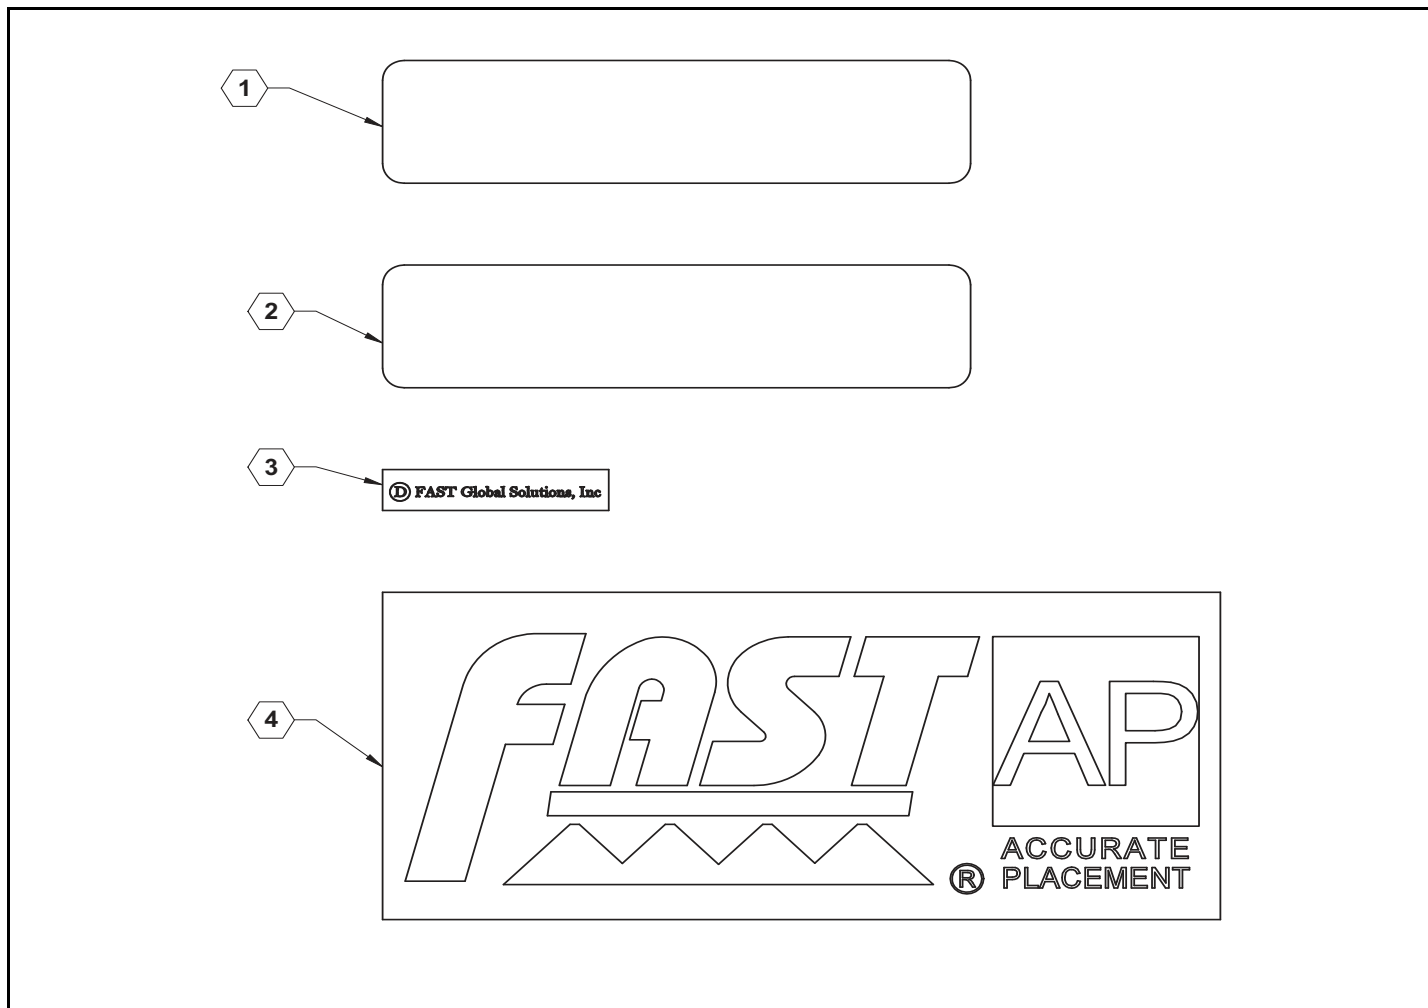 1
2
3
Ⓓ FAST Global Solutions, Inc
4
FAST
AP
ACCURATE
PLACEMENT
®